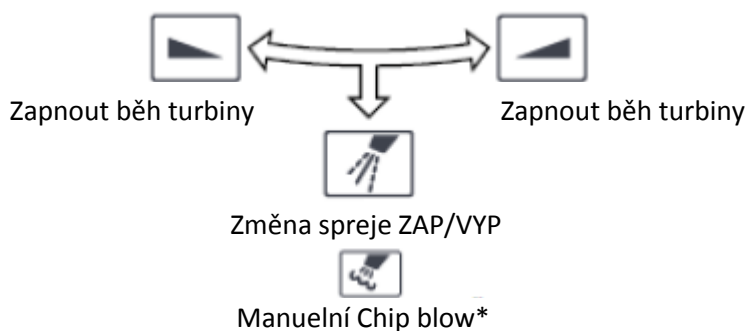 Zapnout běh turbiny
Zapnout běh turbiny
Změna spreje ZAP/VYP
Manuelní Chip blow*